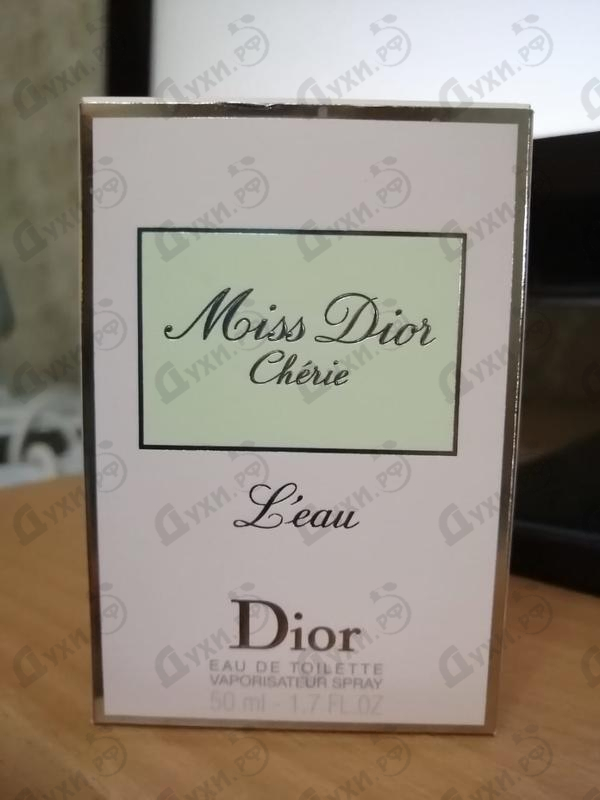 Miss Dior
Chérie
L'eau
Dior
EAU DE TOILETTE
VAPORISATEUR SPRAY
50 ml - 1.7 FL.OZ
Духи.рф